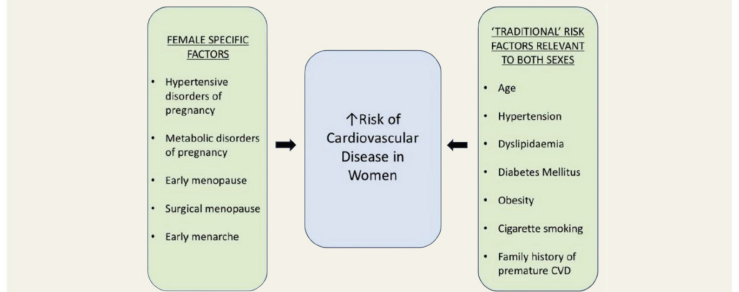 FEMALE SPECIFIC
FACTORS
• Hypertensive
disorders of
pregnancy
• Metabolic disorders
of pregnancy
• Early menopause
• Surgical menopause
• Early menarche
↑Risk of
Cardiovascular
Disease in
Women
‘TRADITIONAL’ RISK
FACTORS RELEVANT
TO BOTH SEXES
• Age
• Hypertension
• Dyslipidaemia
• Diabetes Mellitus
• Obesity
• Cigarette smoking
• Family history of
premature CVD